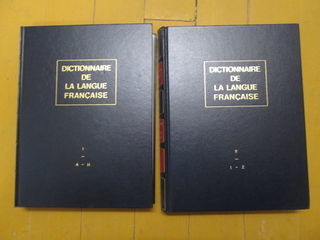 DICTIONNAIRE
DE
LA LANGUE
FRANÇAISE
I
–
A – H
DICTIONNAIRE
DE
LA LANGUE
FRANÇAISE
II
–
I – Z